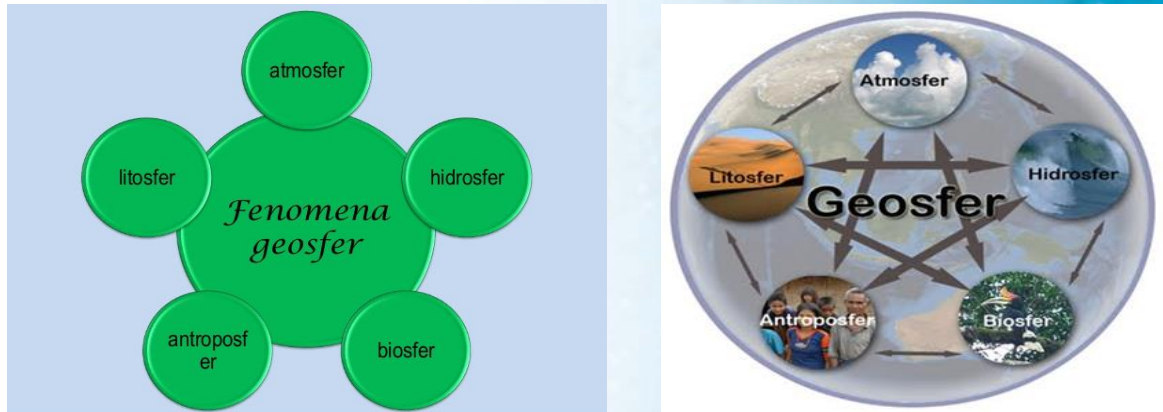 atmosfer
litosfer
hidrosfer
Fenomena
geosfer
antroposf
er
biosfer
Atmosfer
Litosfer
Hidrosfer
Geosfer
Antroposfer
Biosfer